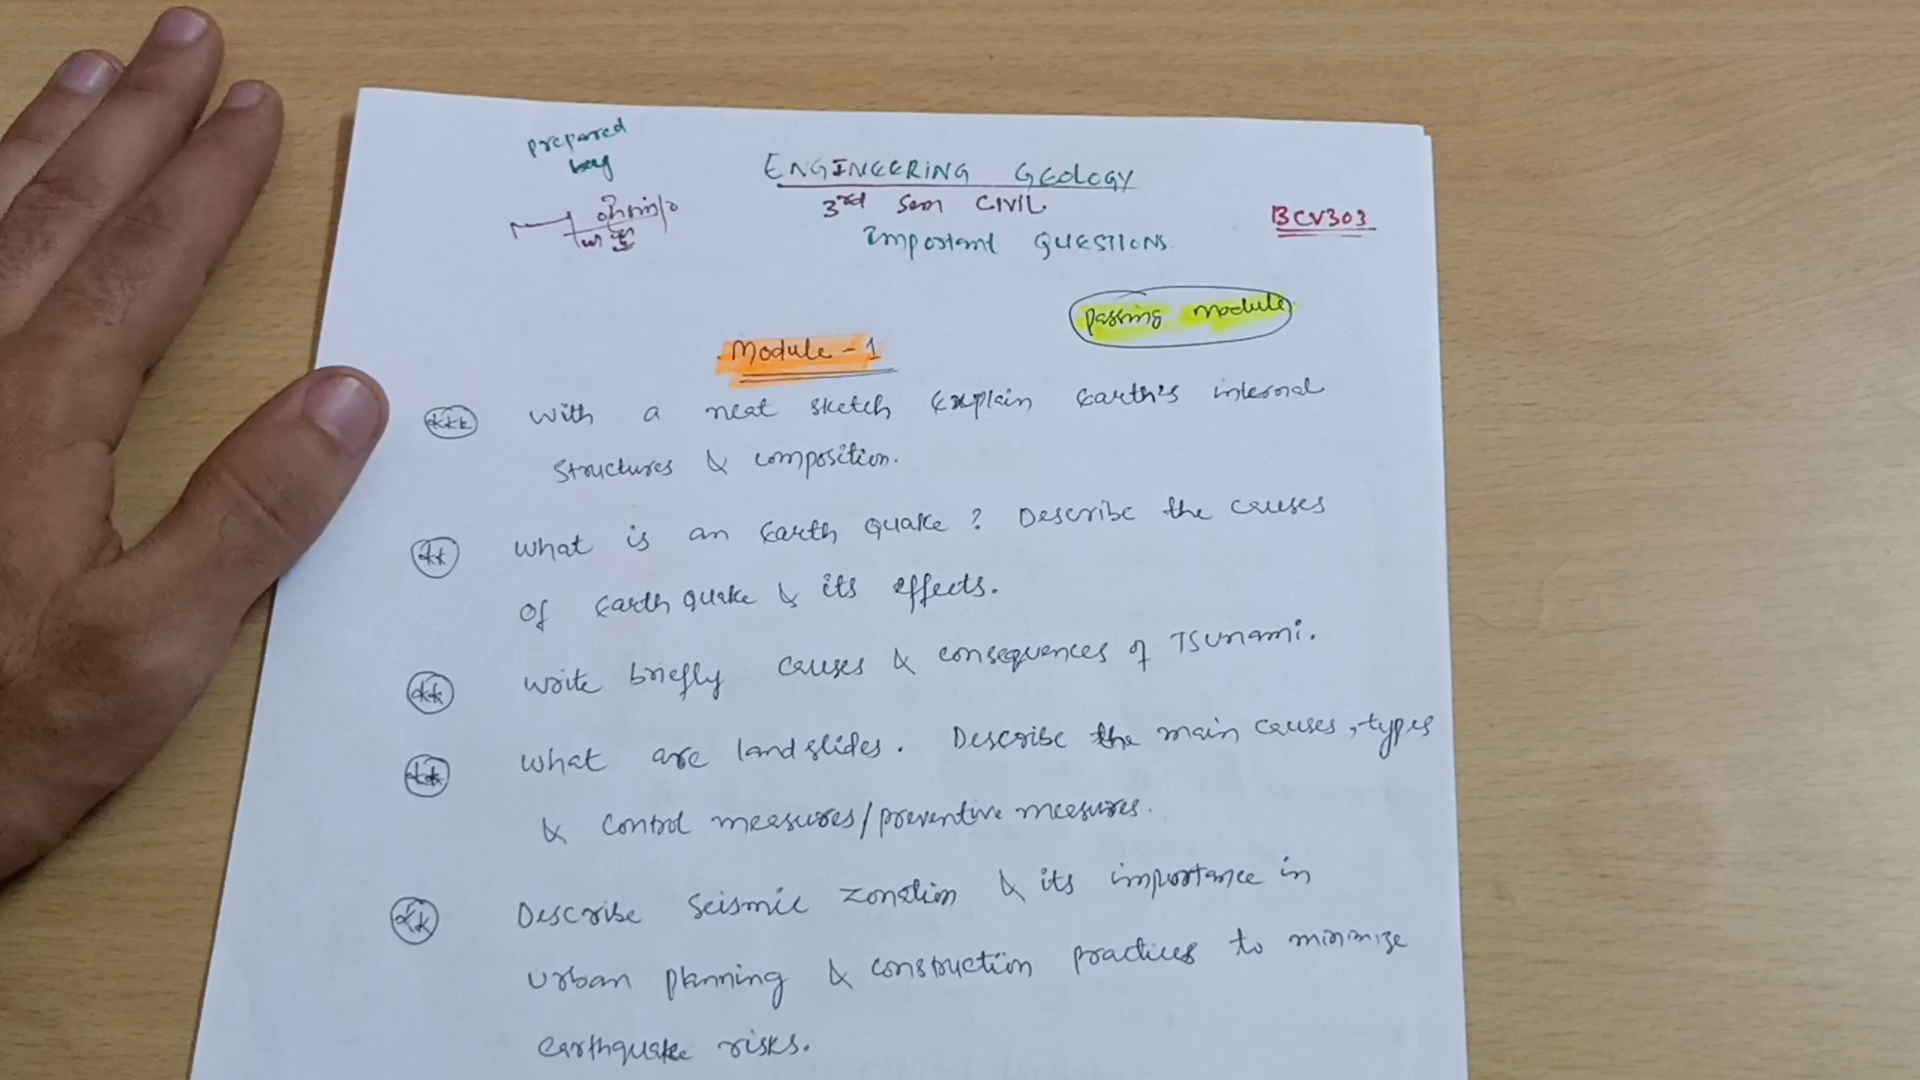 prepared
by
ENGINEERING GEOLOGY
3rd sem CIVIL
Important QUESTIONS.
BCV303
passing module
Module - 1
*** With a neat sketch Explain Earth's internal
structures & composition.
** What is an Earth quake? Describe the causes
of Earth quake & its effects.
** write briefly causes & consequences of Tsunami.
** what are landslides. Describe the main causes, types
& control measures/preventive measures.
** Describe seismic zonation & its importance in
urban planning & construction practices to minimize
earthquake risks.